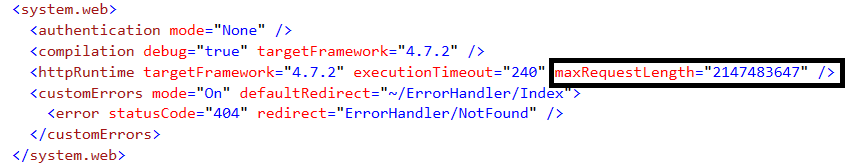 <system.web>
<authentication mode="None" />
<compilation debug="true" targetFramework="4.7.2" />
<httpRuntime targetFramework="4.7.2" executionTimeout="240" maxRequestLength="2147483647" />
<customErrors mode="On" defaultRedirect="~/ErrorHandler/Index">
<error statusCode="404" redirect="ErrorHandler/NotFound" />
</customErrors>
</system.web>